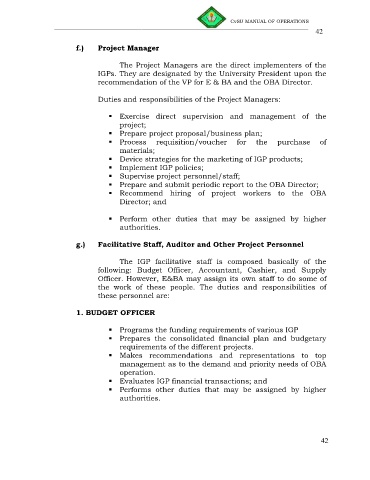 CvSU MANUAL OF OPERATIONS
42
f.) Project Manager
The Project Managers are the direct implementers of the
IGPs. They are designated by the University President upon the
recommendation of the VP for E & BA and the OBA Director.
Duties and responsibilities of the Project Managers:
▪ Exercise direct supervision and management of the
project;
▪ Prepare project proposal/business plan;
▪ Process requisition/voucher for the purchase of
materials;
▪ Device strategies for the marketing of IGP products;
▪ Implement IGP policies;
▪ Supervise project personnel/staff;
▪ Prepare and submit periodic report to the OBA Director;
▪ Recommend hiring of project workers to the OBA
Director; and
▪ Perform other duties that may be assigned by higher
authorities.
g.) Facilitative Staff, Auditor and Other Project Personnel
The IGP facilitative staff is composed basically of the
following: Budget Officer, Accountant, Cashier, and Supply
Officer. However, E&BA may assign its own staff to do some of
the work of these people. The duties and responsibilities of
these personnel are:
1. BUDGET OFFICER
▪ Programs the funding requirements of various IGP
▪ Prepares the consolidated financial plan and budgetary
requirements of the different projects.
▪ Makes recommendations and representations to top
management as to the demand and priority needs of OBA
operation.
▪ Evaluates IGP financial transactions; and
▪ Performs other duties that may be assigned by higher
authorities.
42